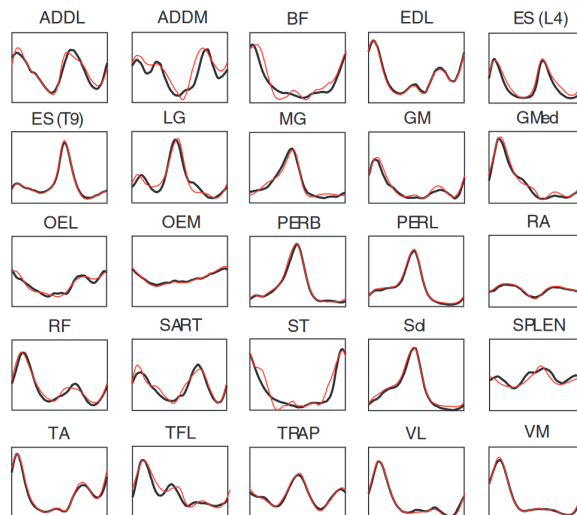 ADDL ADDM BF EDL ES (L4)
ES (T9) LG MG GM GMed
OEL OEM PERB PERL RA
RF SART ST Sol SPLEN
TA TFL TRAP VL VM